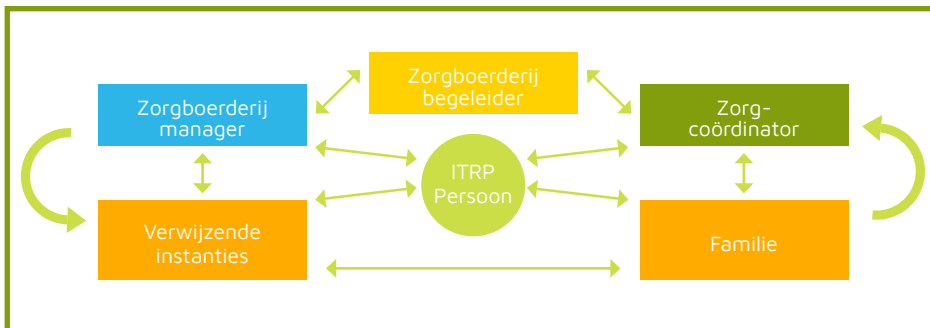 Zorgboerderij
begeleider
Zorgboerderij
manager
Zorg-
coördinator
ITRP
Persoon
Verwijzende
instanties
Familie